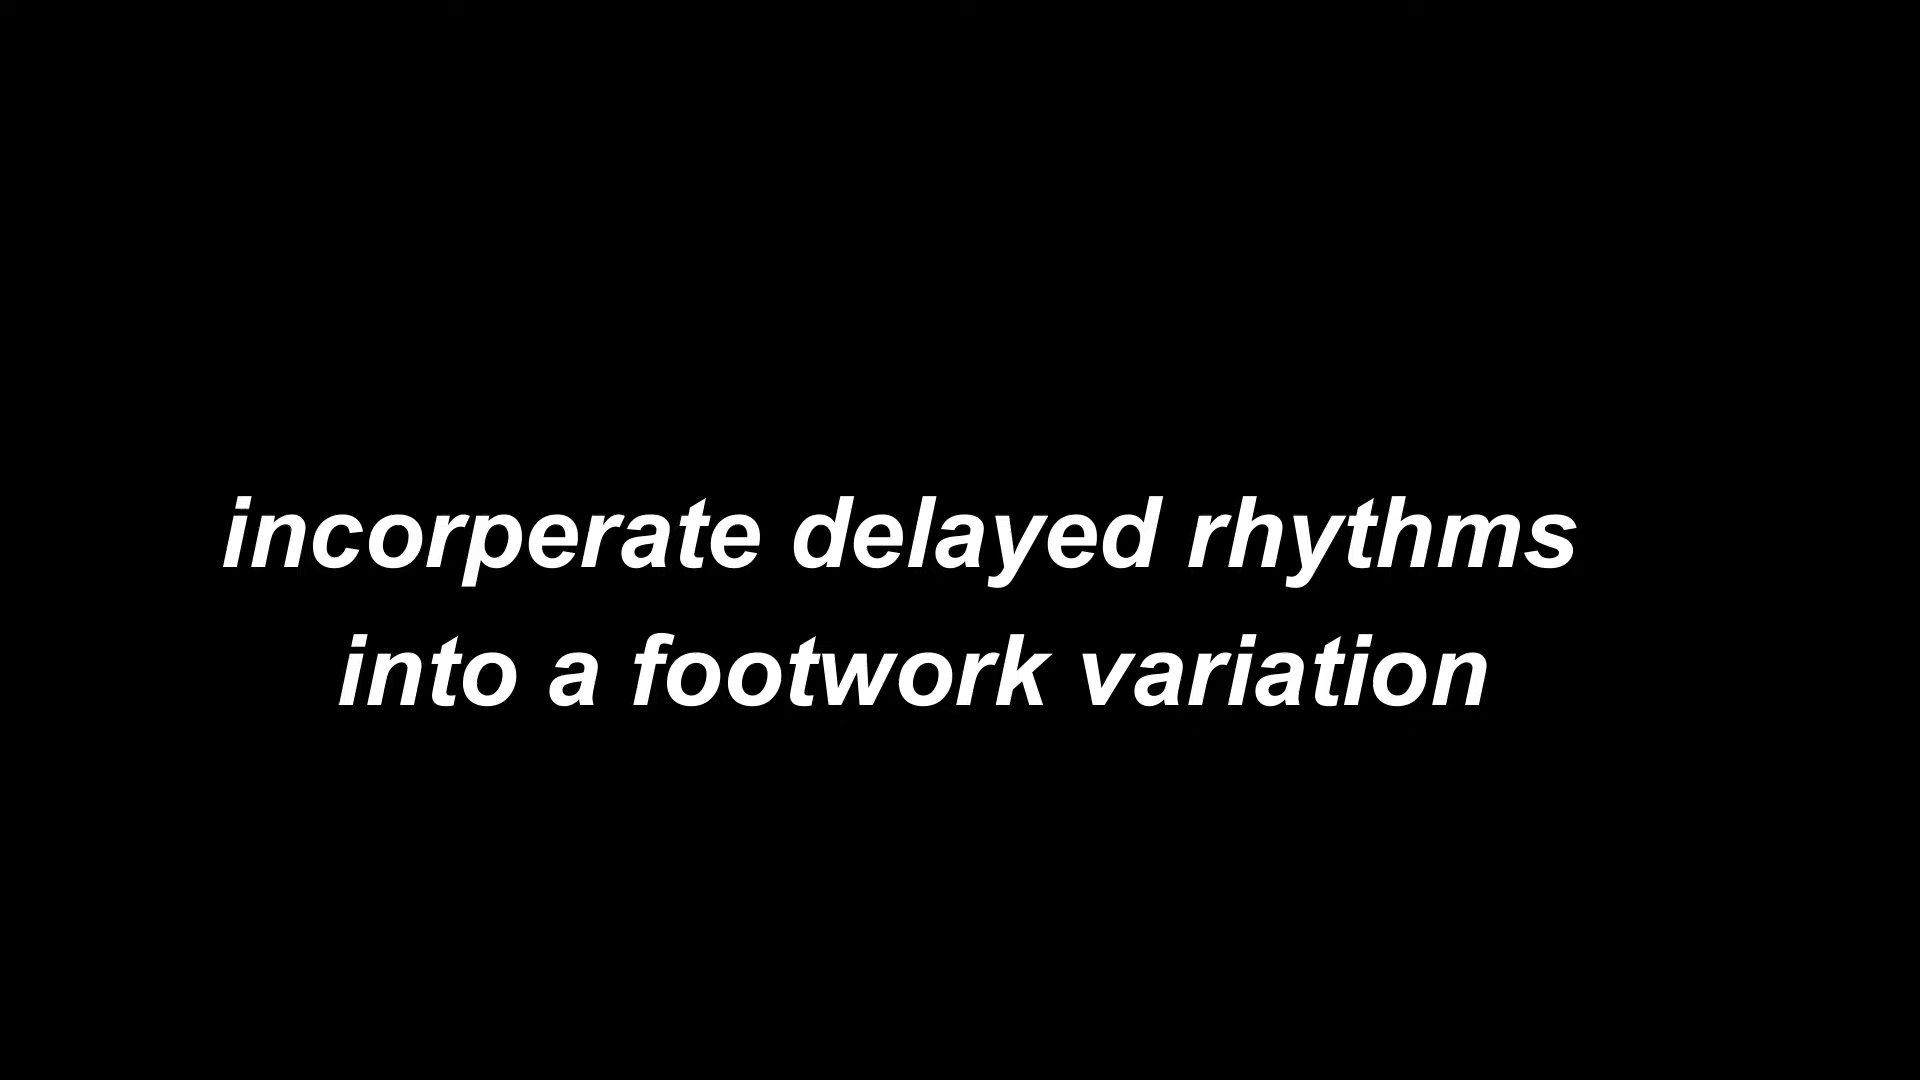 incorperate delayed rhythms
into a footwork variation